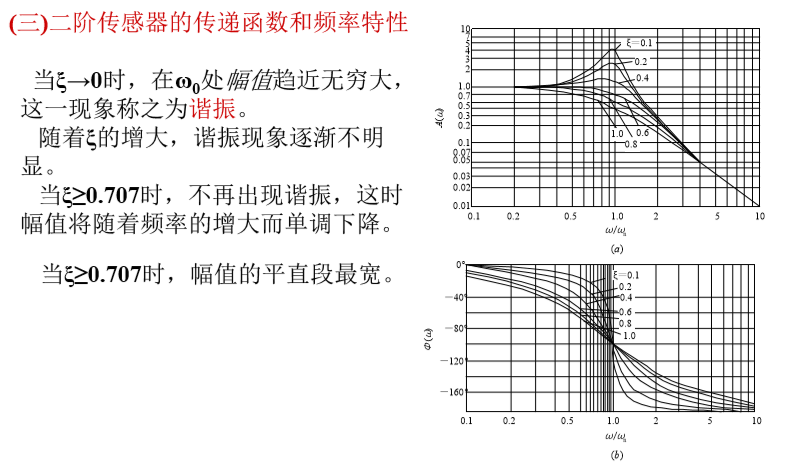 (三)二阶传感器的传递函数和频率特性
当ξ→0时，在ω0处幅值趋近无穷大，
这一现象称之为谐振。
随着ξ的增大，谐振现象逐渐不明
显。
当ξ≥0.707时，不再出现谐振，这时
幅值将随着频率的增大而单调下降。
当ξ≥0.707时，幅值的平直段最宽。
10
7
5
4
3
2
1.0
0.7
0.5
0.3
0.2
0.1
0.07
0.05
0.03
0.02
0.01
A(ω)
ξ=0.1
0.2
0.4
0.6
0.8
1.0
0.1 0.2 0.5 1.0 2 5 10
ω/ω0
(a)
0°
−40°
−80°
−120°
−160°
Φ(ω)
ξ=0.1
0.2
0.4
0.6
0.8
1.0
0.1 0.2 0.5 1.0 2 5 10
ω/ω0
(b)